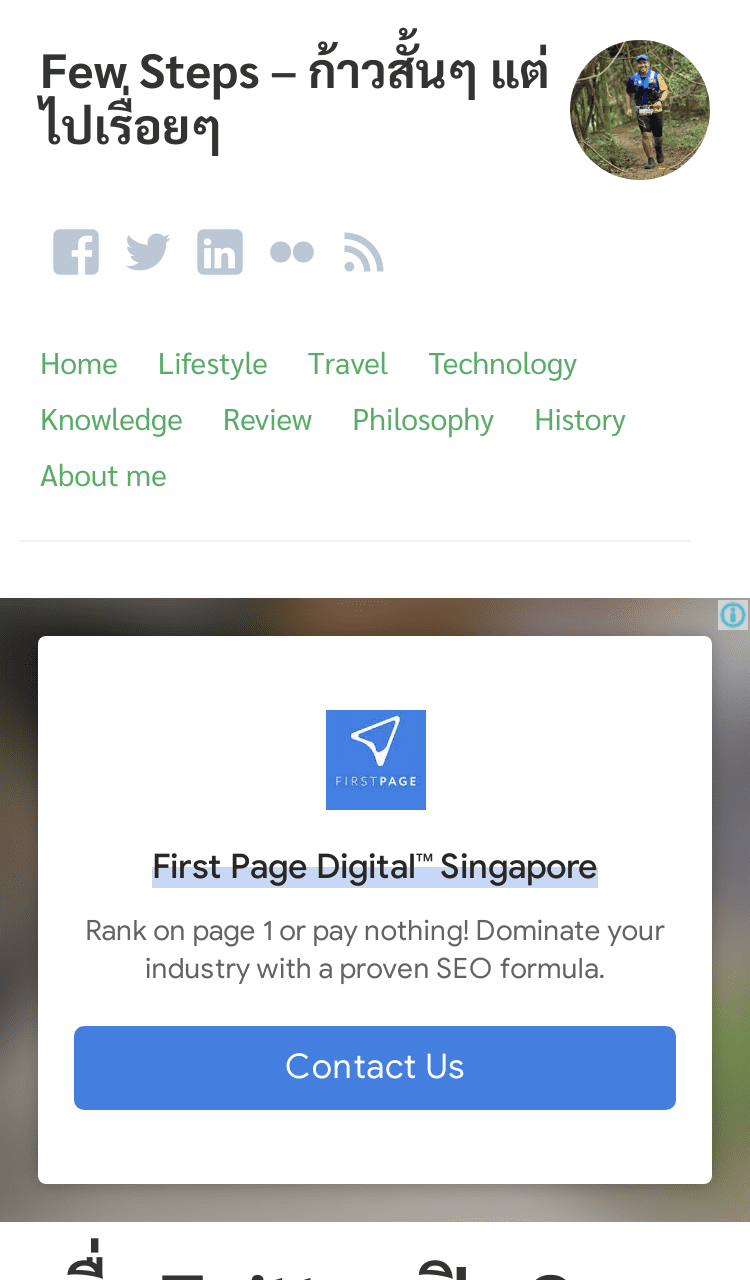 Few Steps – ก้าวสั้นๆ แต่
ไปเรื่อยๆ
Home Lifestyle Travel Technology
Knowledge Review Philosophy History
About me
FIRSTPAGE
First Page Digital™ Singapore
Rank on page 1 or pay nothing! Dominate your
industry with a proven SEO formula.
Contact Us